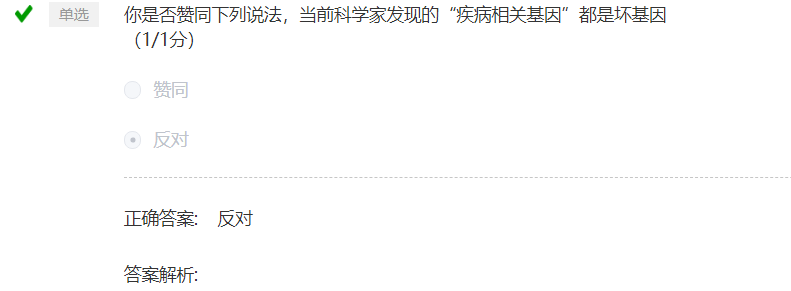 单选 你是否赞同下列说法，当前科学家发现的“疾病相关基因”都是坏基因
（1/1分）
赞同
反对
正确答案: 反对
答案解析: